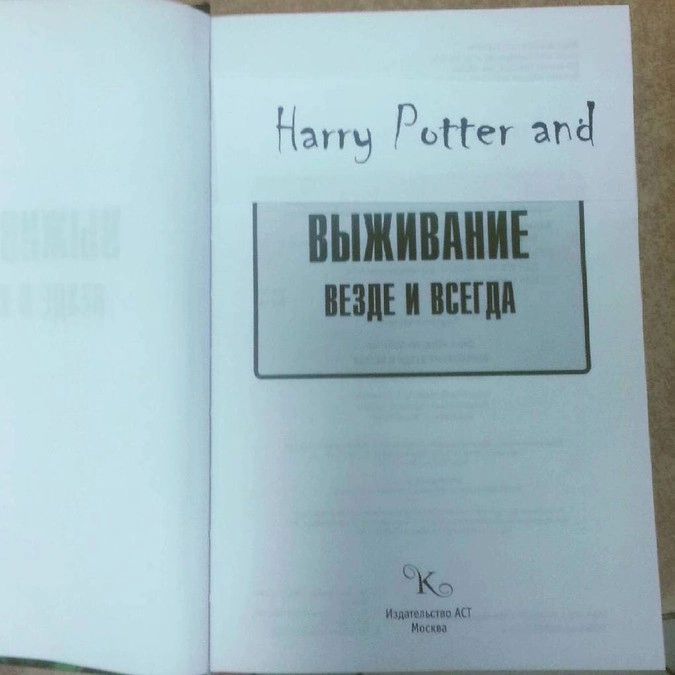 Harry Potter and
ВЫЖИВАНИЕ
ВЕЗДЕ И ВСЕГДА
К
Издательство АСТ
Москва